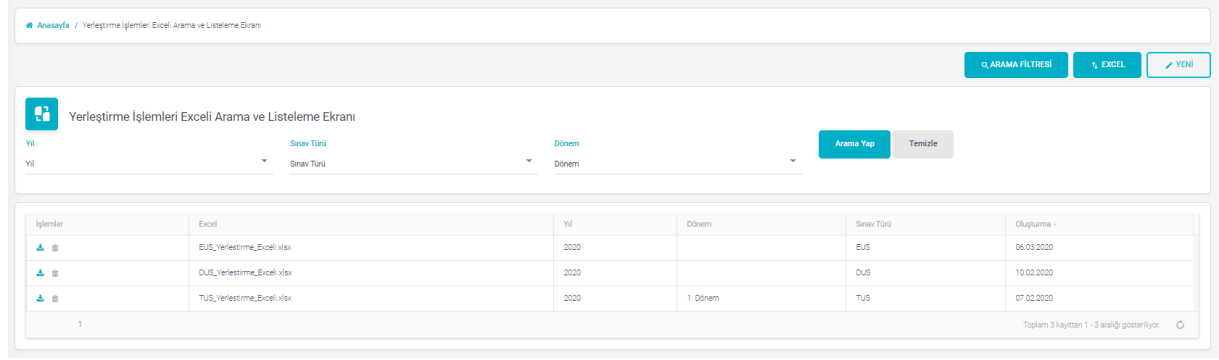 Anasayfa / Yerleştirme İşlemleri Exceli Arama ve Listeleme Ekranı
ARAMA FİLTRESİ EXCEL YENİ
Yerleştirme İşlemleri Exceli Arama ve Listeleme Ekranı
Yıl Sınav Türü Dönem
Arama Yap Temizle
Yıl Sınav Türü Dönem
İşlemler Excel Yıl Dönem Sınav Türü Oluşturma
EUS_Yerlestirme_Exceli.xlsx 2020 EUS 06.03.2020
DUS_Yerlestirme_Exceli.xlsx 2020 DUS 10.02.2020
TUS_Yerlestirme_Exceli.xlsx 2020 1. Dönem TUS 07.02.2020
1 Toplam 3 kayıttan 1 - 3 aralığı gösteriliyor.